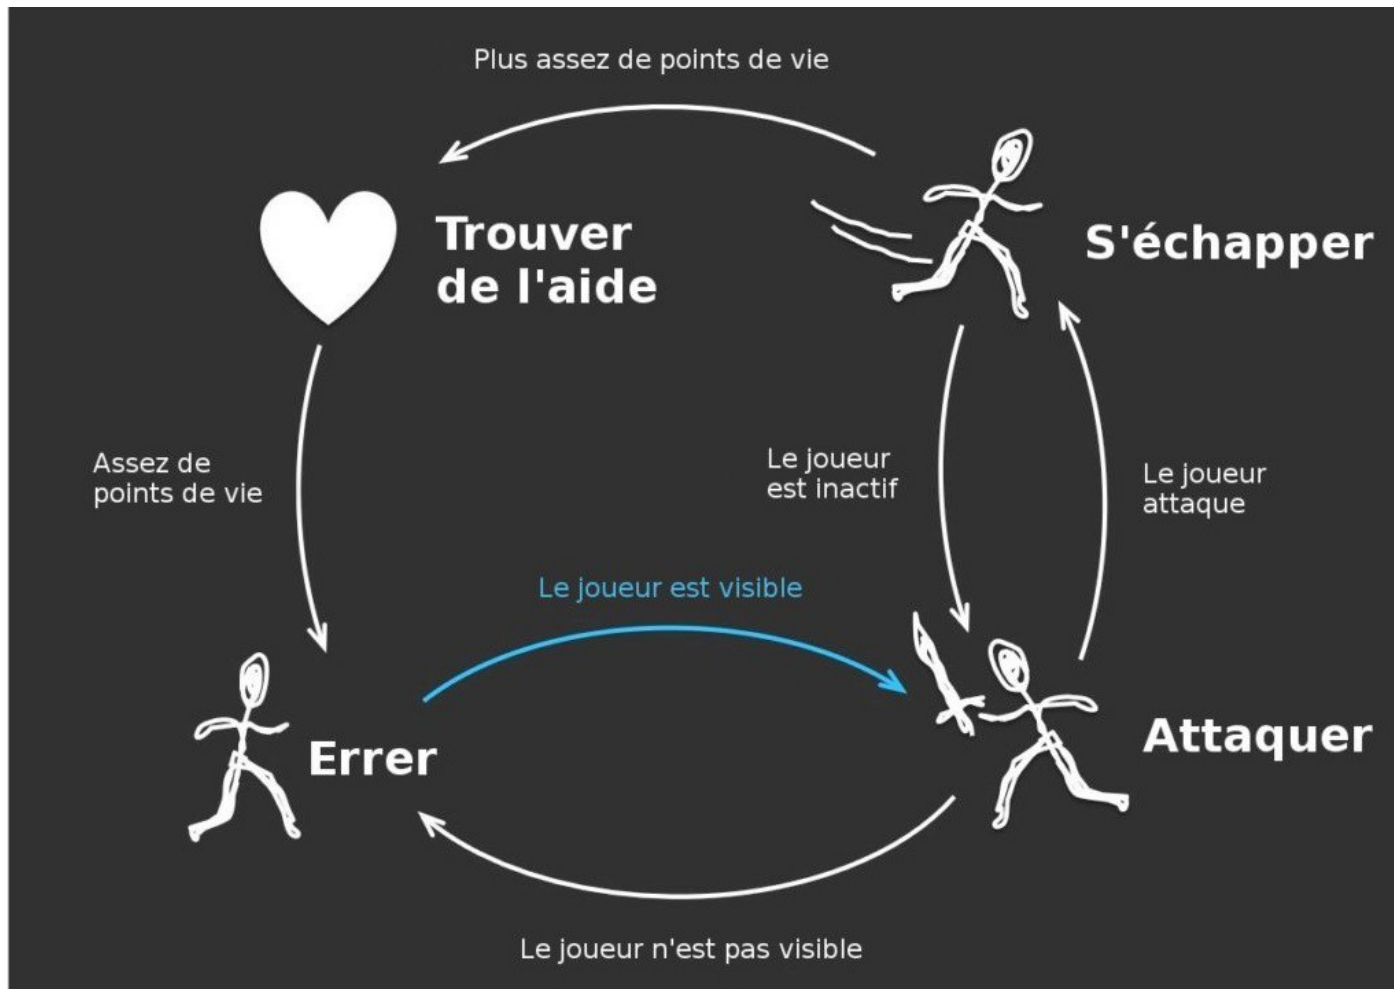 Plus assez de points de vie
Trouver
de l'aide
S'échapper
Assez de
points de vie
Le joueur
est inactif
Le joueur
attaque
Le joueur est visible
Errer
Attaquer
Le joueur n'est pas visible